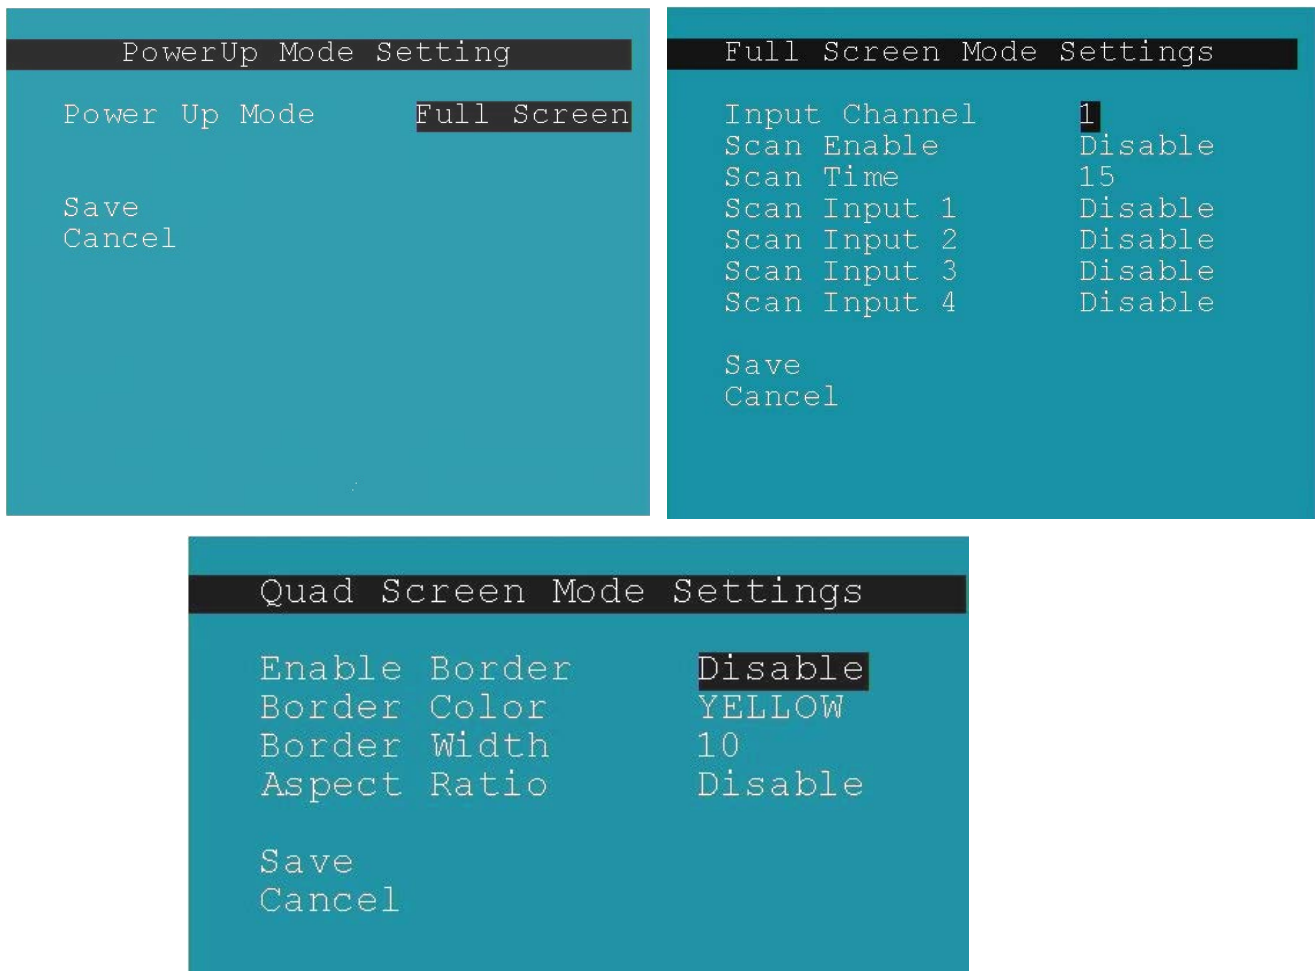 PowerUp Mode Setting
Power Up Mode Full Screen
Save
Cancel
Full Screen Mode Settings
Input Channel 1
Scan Enable Disable
Scan Time 15
Scan Input 1 Disable
Scan Input 2 Disable
Scan Input 3 Disable
Scan Input 4 Disable
Save
Cancel
Quad Screen Mode Settings
Enable Border Disable
Border Color YELLOW
Border Width 10
Aspect Ratio Disable
Save
Cancel